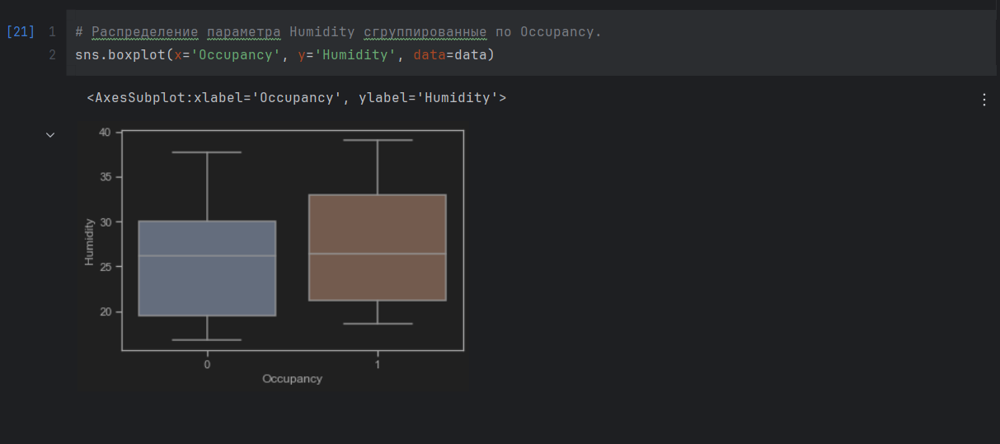 [21] 1 # Распределение параметра Humidity сгруппированные по Occupancy.
2 sns.boxplot(x='Occupancy', y='Humidity', data=data)
<AxesSubplot:xlabel='Occupancy', ylabel='Humidity'>
40
35
30
25
20
Humidity
0 1
Occupancy